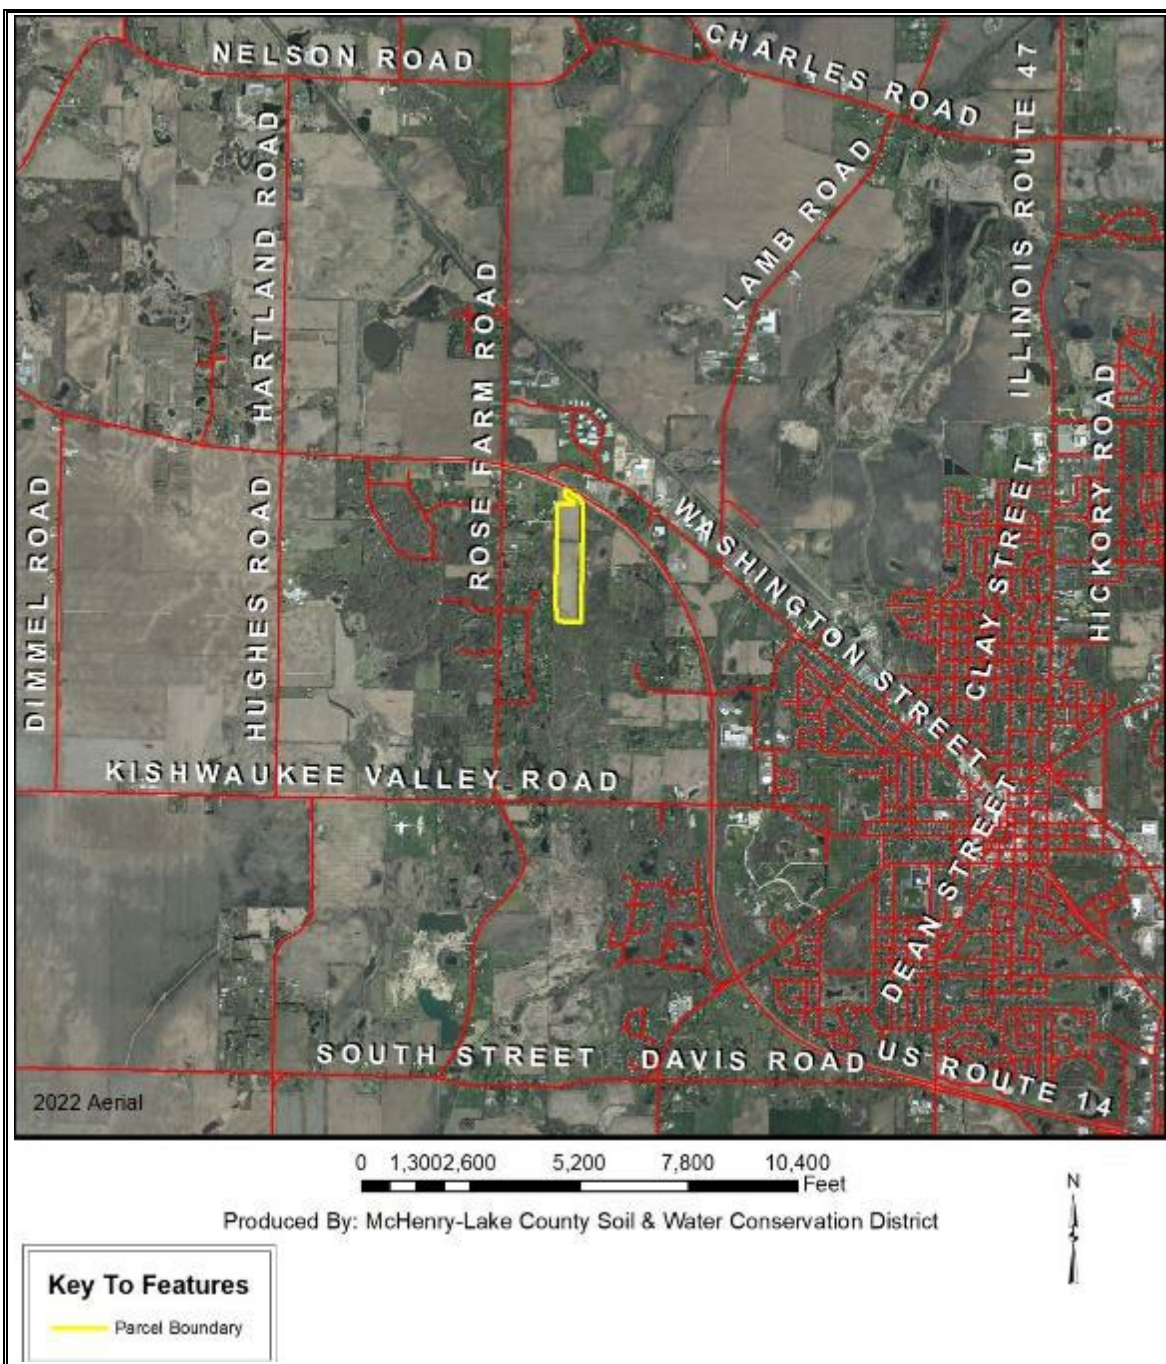 NELSON ROAD
CHARLES ROAD
ILLINOIS ROUTE 47
HARTLAND ROAD
LAMB ROAD
ROSE FARM ROAD
HICKORY ROAD
CLAY STREET
DIMMEL ROAD
HUGHES ROAD
WASHINGTON STREET
KISHWAUKEE VALLEY ROAD
DEAN STREET
SOUTH STREET
DAVIS ROAD
US ROUTE 14
2022 Aerial
0 1,300 2,600 5,200 7,800 10,400
Feet
N
Produced By: McHenry-Lake County Soil & Water Conservation District
Key To Features
Parcel Boundary